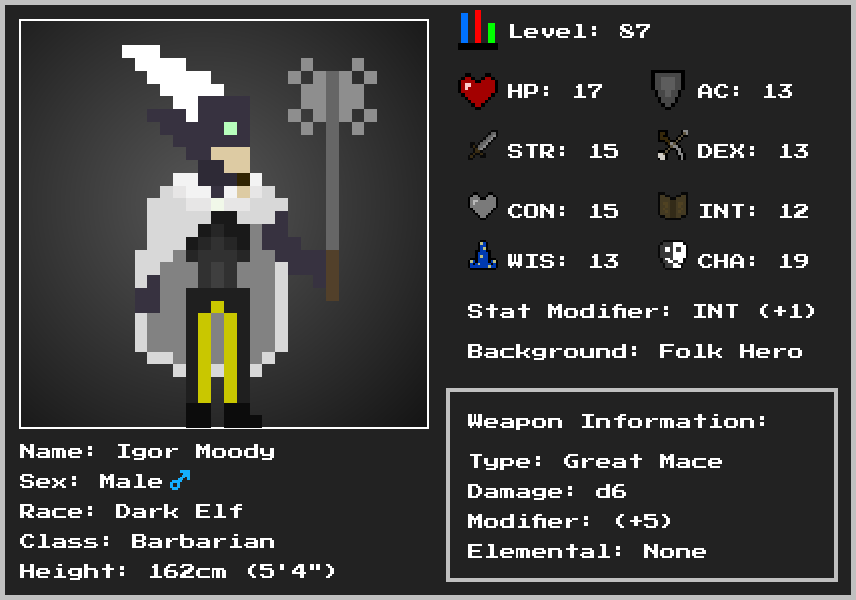 Level: 87
HP: 17
AC: 13
STR: 15
DEX: 13
CON: 15
INT: 12
WIS: 13
CHA: 19
Stat Modifier: INT (+1)
Background: Folk Hero
Weapon Information:
Type: Great Mace
Damage: d6
Modifier: (+5)
Elemental: None
Name: Igor Moody
Sex: Male♂
Race: Dark Elf
Class: Barbarian
Height: 162cm (5'4")